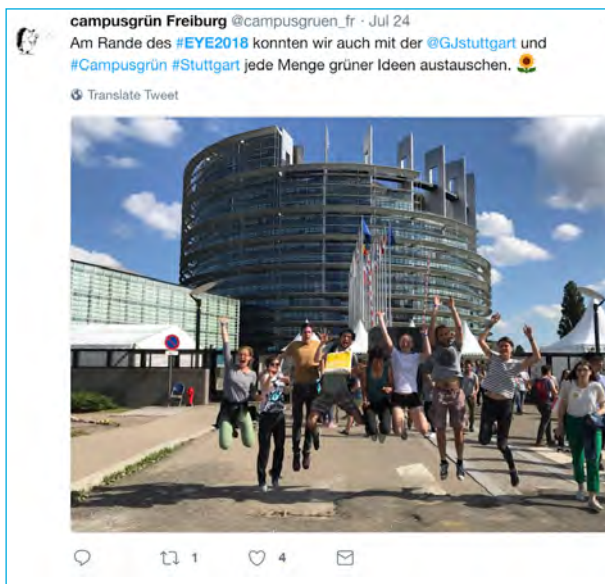 campusgrün Freiburg @campusgruen_fr · Jul 24
Am Rande des #EYE2018 konnten wir auch mit der @GJstuttgart und
#Campusgrün #Stuttgart jede Menge grüner Ideen austauschen. 🌻
Translate Tweet
1 4